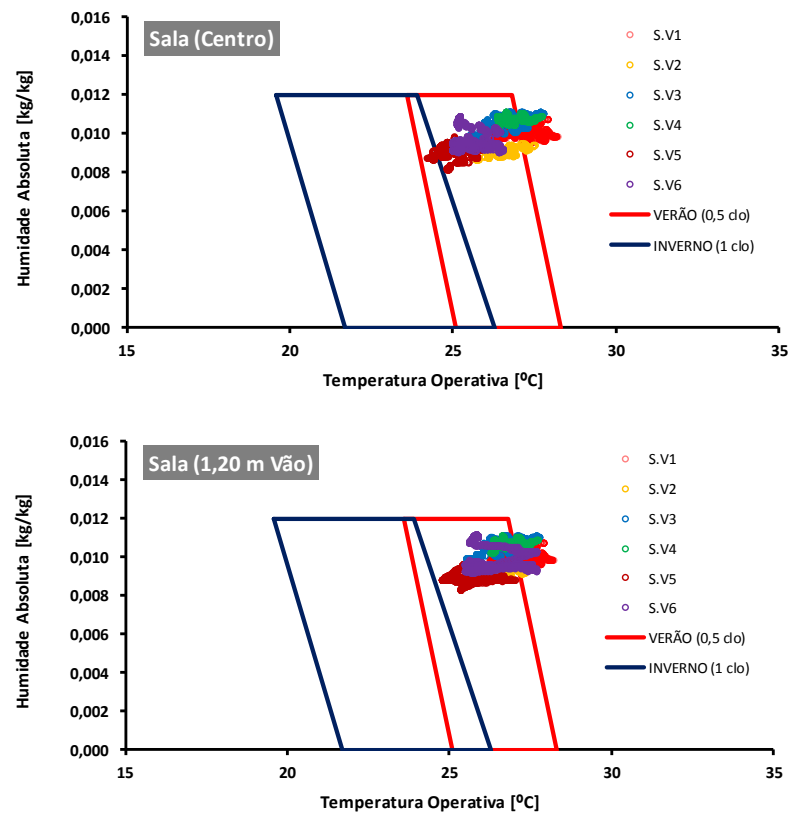 Sala (Centro)
Humidade Absoluta [kg/kg]
0,016
0,014
0,012
0,010
0,008
0,006
0,004
0,002
0,000
15 20 25 30 35
Temperatura Operativa [ºC]
S.V1
S.V2
S.V3
S.V4
S.V5
S.V6
VERÃO (0,5 clo)
INVERNO (1 clo)
Sala (1,20 m Vão)
Humidade Absoluta [kg/kg]
0,016
0,014
0,012
0,010
0,008
0,006
0,004
0,002
0,000
15 20 25 30 35
Temperatura Operativa [ºC]
S.V1
S.V2
S.V3
S.V4
S.V5
S.V6
VERÃO (0,5 clo)
INVERNO (1 clo)